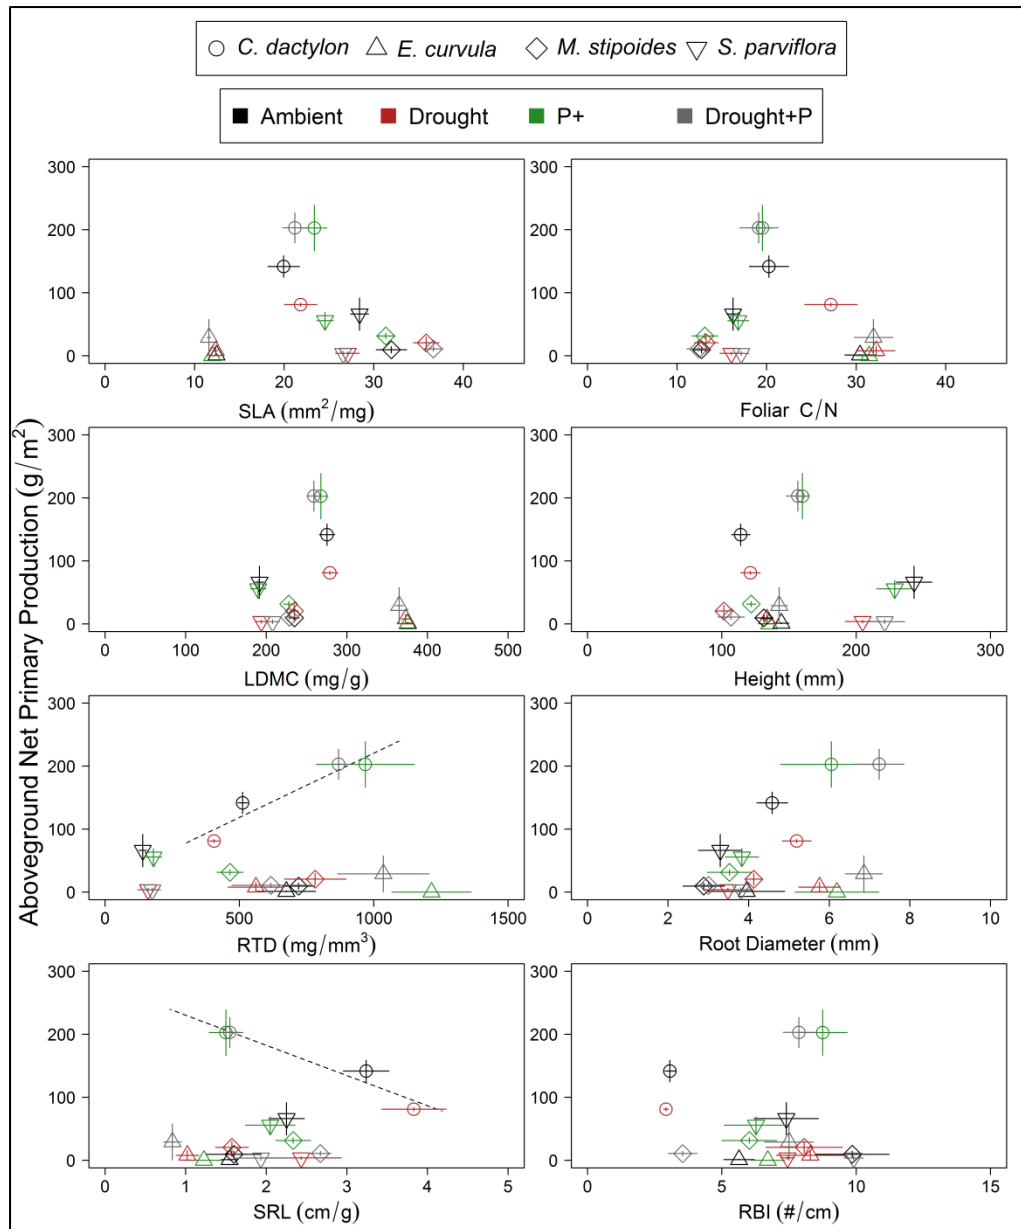 C. dactylon E. curvula M. stipoides S. parviflora
Ambient Drought P+ Drought+P
Aboveground Net Primary Production (g/m²)
300
200
100
0
0 10 20 30 40
SLA (mm²/mg)
300
200
100
0
0 10 20 30 40
Foliar C/N
300
200
100
0
0 100 200 300 400 500
LDMC (mg/g)
300
200
100
0
0 100 200 300
Height (mm)
300
200
100
0
0 500 1000 1500
RTD (mg/mm³)
300
200
100
0
0 2 4 6 8 10
Root Diameter (mm)
300
200
100
0
0 1 2 3 4 5
SRL (cm/g)
300
200
100
0
0 5 10 15
RBI (#/cm)